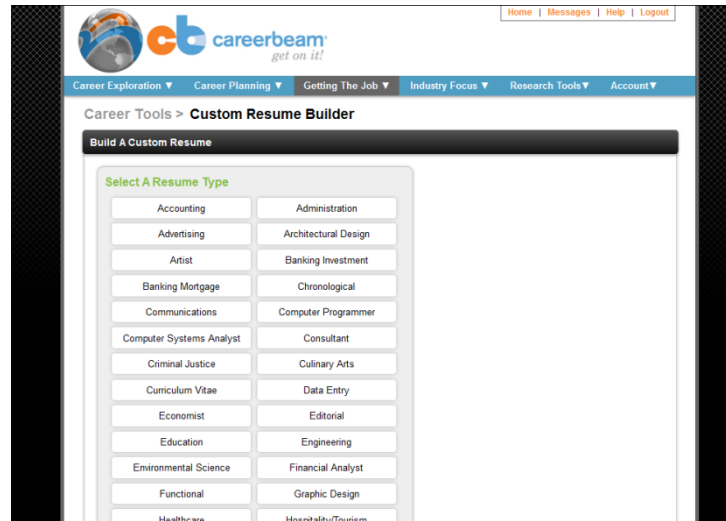 Home | Messages | Help | Logout
cb careerbeam
get on it!
Career Exploration ▼ Career Planning ▼ Getting The Job ▼ Industry Focus ▼ Research Tools▼ Account▼
Career Tools > Custom Resume Builder
Build A Custom Resume
Select A Resume Type
Accounting Administration
Advertising Architectural Design
Artist Banking Investment
Banking Mortgage Chronological
Communications Computer Programmer
Computer Systems Analyst Consultant
Criminal Justice Culinary Arts
Curriculum Vitae Data Entry
Economist Editorial
Education Engineering
Environmental Science Financial Analyst
Functional Graphic Design
Healthcare Hospitality/Tourism